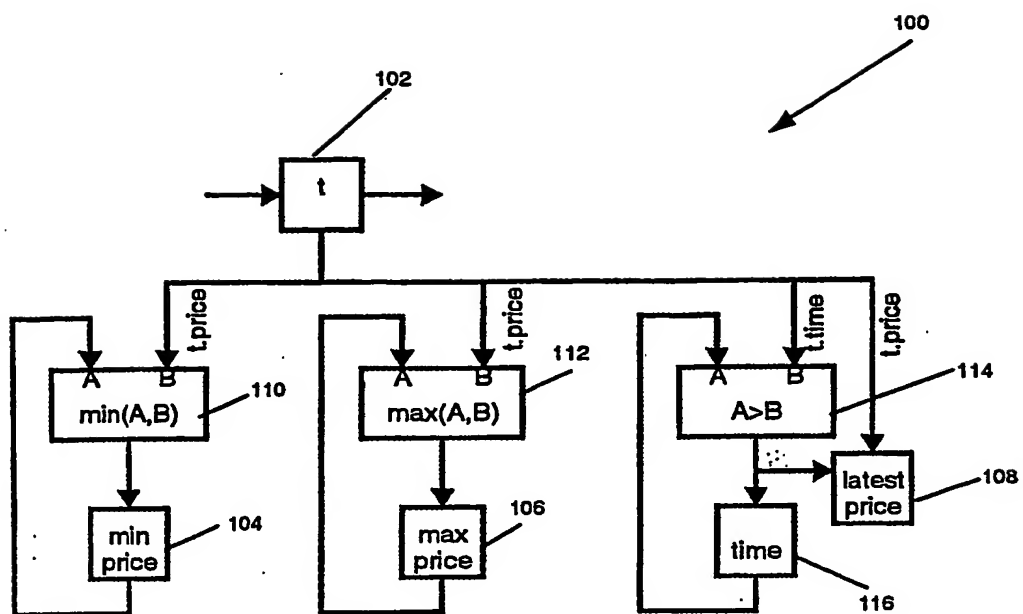 100
102
t
t.price
t.price
t.time
t.price
A B
min(A,B)
110
A B
max(A,B)
112
A B
A>B
114
min
price
104
max
price
106
time
116
latest
price
108